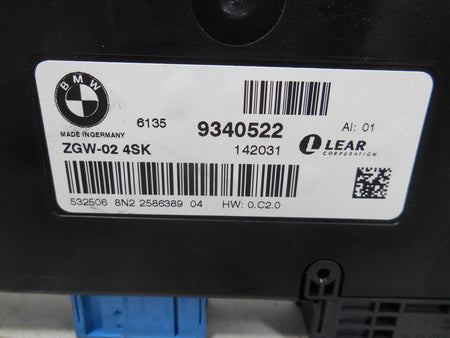 BMW
6135 9340522 AI: 01
MADE IN GERMANY
ZGW-02 4SK 142031 LEAR
CORPORATION
532506 8N2 2586389 04 HW: 0.C2.0